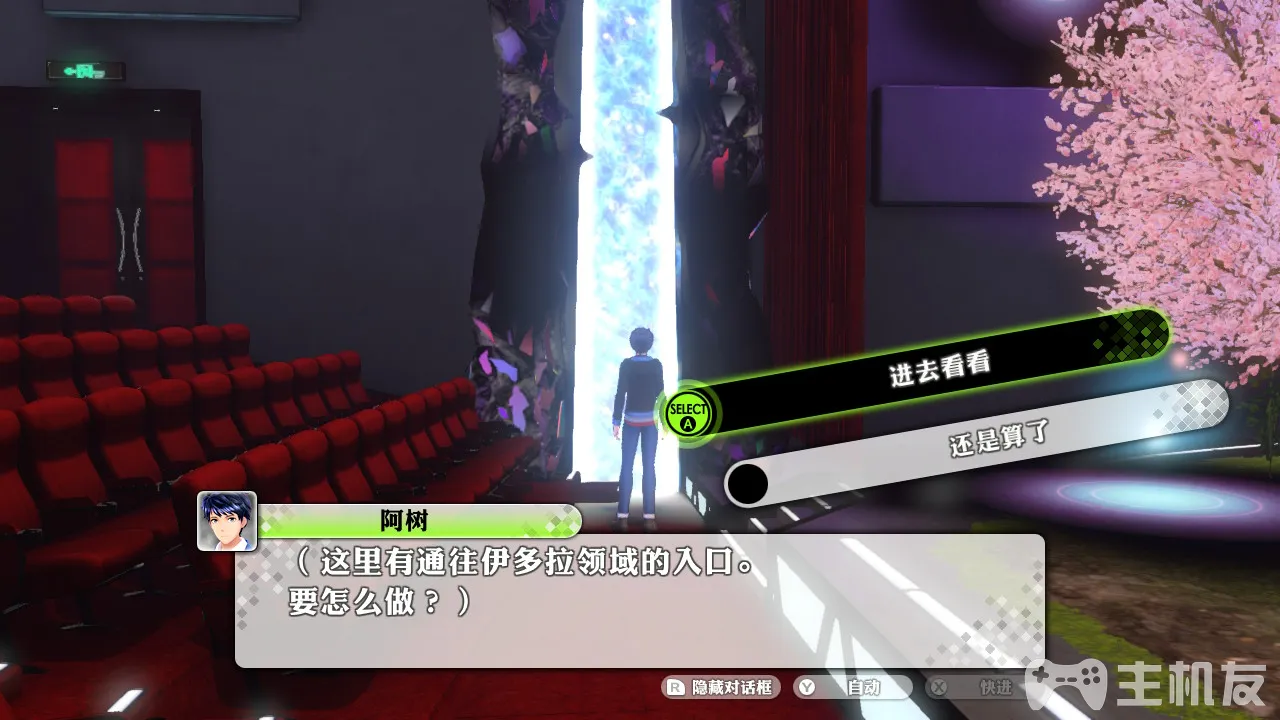 进去看看
SELECT
A
还是算了
阿树
（这里有通往伊多拉领域的入口。
要怎么做？）
R 隐藏对话框 Y 自动 X 快进
主机友